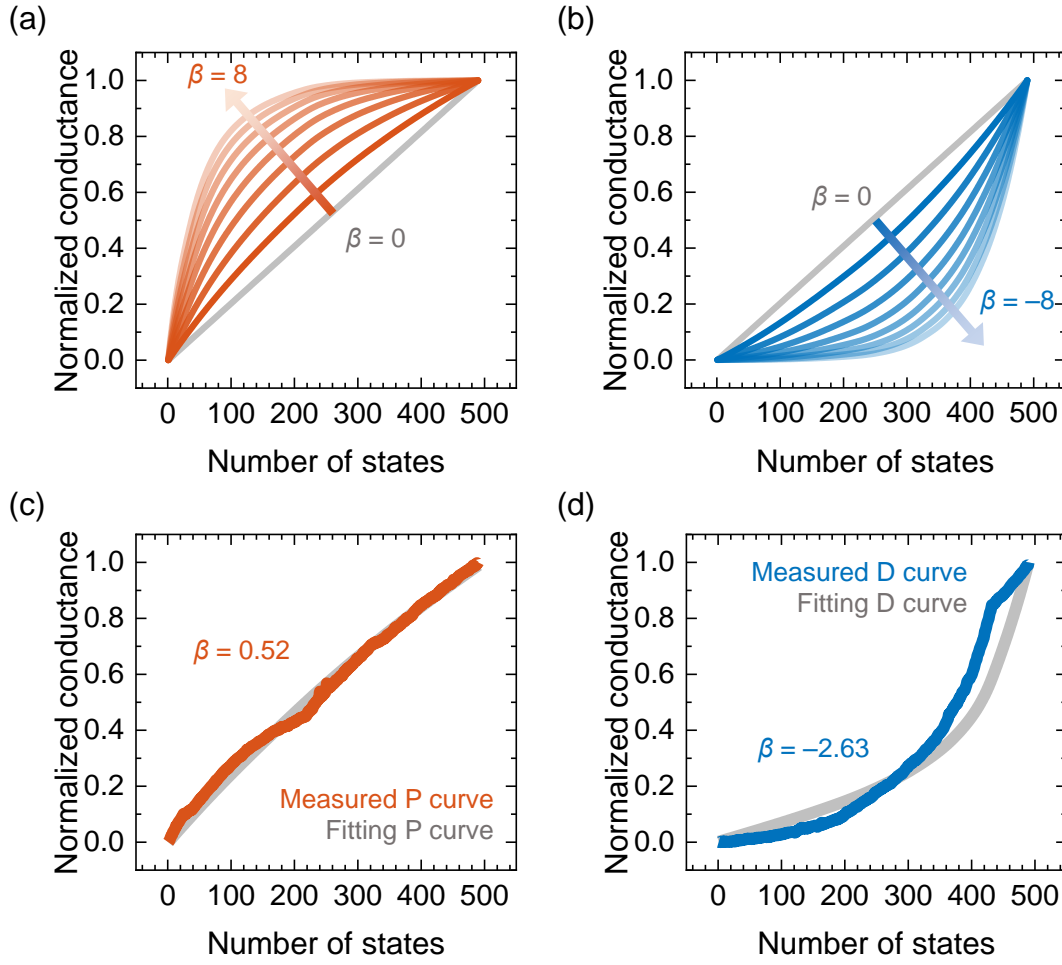 (a)
Normalized conductance
1.0
0.8
0.6
0.4
0.2
0.0
β = 8
β = 0
0 100 200 300 400 500
Number of states
(b)
Normalized conductance
1.0
0.8
0.6
0.4
0.2
0.0
β = 0
β = –8
0 100 200 300 400 500
Number of states
(c)
Normalized conductance
1.0
0.8
0.6
0.4
0.2
0.0
β = 0.52
Measured P curve
Fitting P curve
0 100 200 300 400 500
Number of states
(d)
Normalized conductance
1.0
0.8
0.6
0.4
0.2
0.0
Measured D curve
Fitting D curve
β = –2.63
0 100 200 300 400 500
Number of states